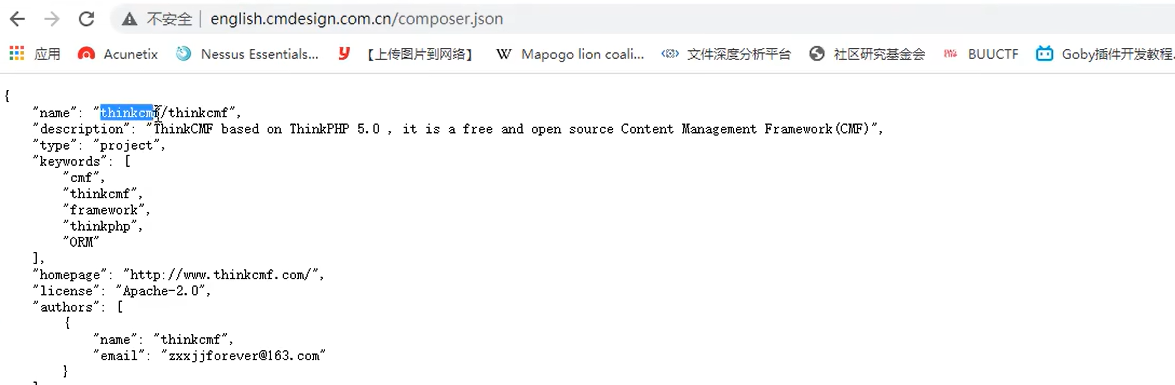 不安全 | english.cmdesign.com.cn/composer.json
应用 Acunetix Nessus Essentials... 【上传图片到网络】 Mapogo lion coali... 文件深度分析平台 社区研究基金会 BUUCTF Goby插件开发教程.
{
"name": "thinkcmf/thinkcmf",
"description": "ThinkCMF based on ThinkPHP 5.0 , it is a free and open source Content Management Framework(CMF)",
"type": "project",
"keywords": [
"cmf",
"thinkcmf",
"framework",
"thinkphp",
"ORM"
],
"homepage": "http://www.thinkcmf.com/",
"license": "Apache-2.0",
"authors": [
{
"name": "thinkcmf",
"email": "zxxjjforever@163.com"
}